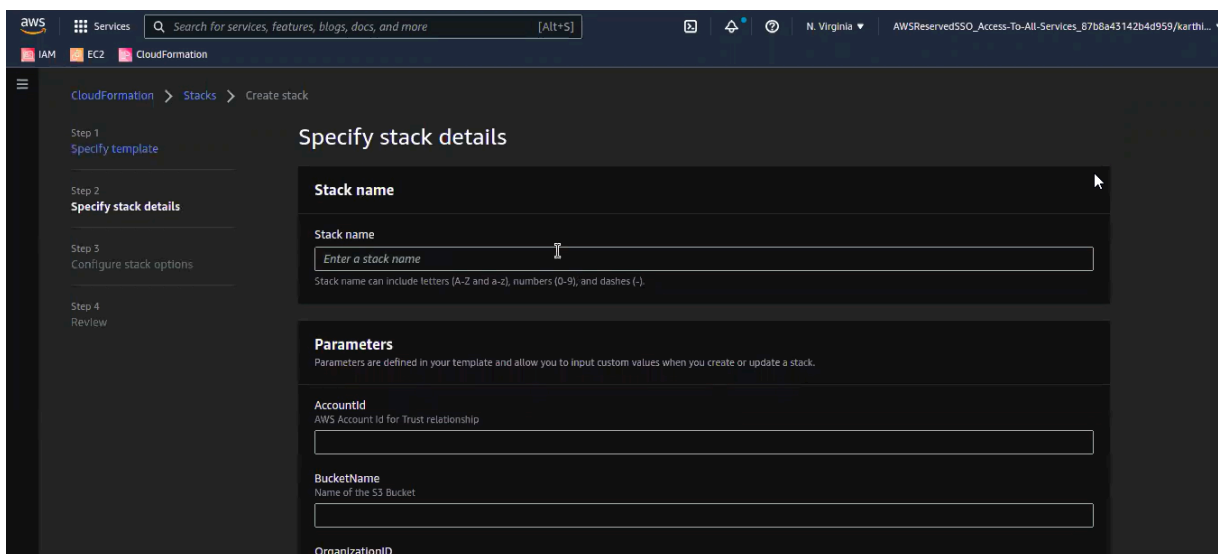 aws
Services
Search for services, features, blogs, docs, and more
[Alt+S]
N. Virginia
AWSReservedSSO_Access-To-All-Services_87b8a43142b4d959/karthi...
IAM
EC2
CloudFormation
CloudFormation
Stacks
Create stack
Step 1
Specify template
Step 2
Specify stack details
Step 3
Configure stack options
Step 4
Review
Specify stack details
Stack name
Stack name
Enter a stack name
Stack name can include letters (A-Z and a-z), numbers (0-9), and dashes (-).
Parameters
Parameters are defined in your template and allow you to input custom values when you create or update a stack.
AccountId
AWS Account Id for Trust relationship
BucketName
Name of the S3 Bucket
OrganizationID